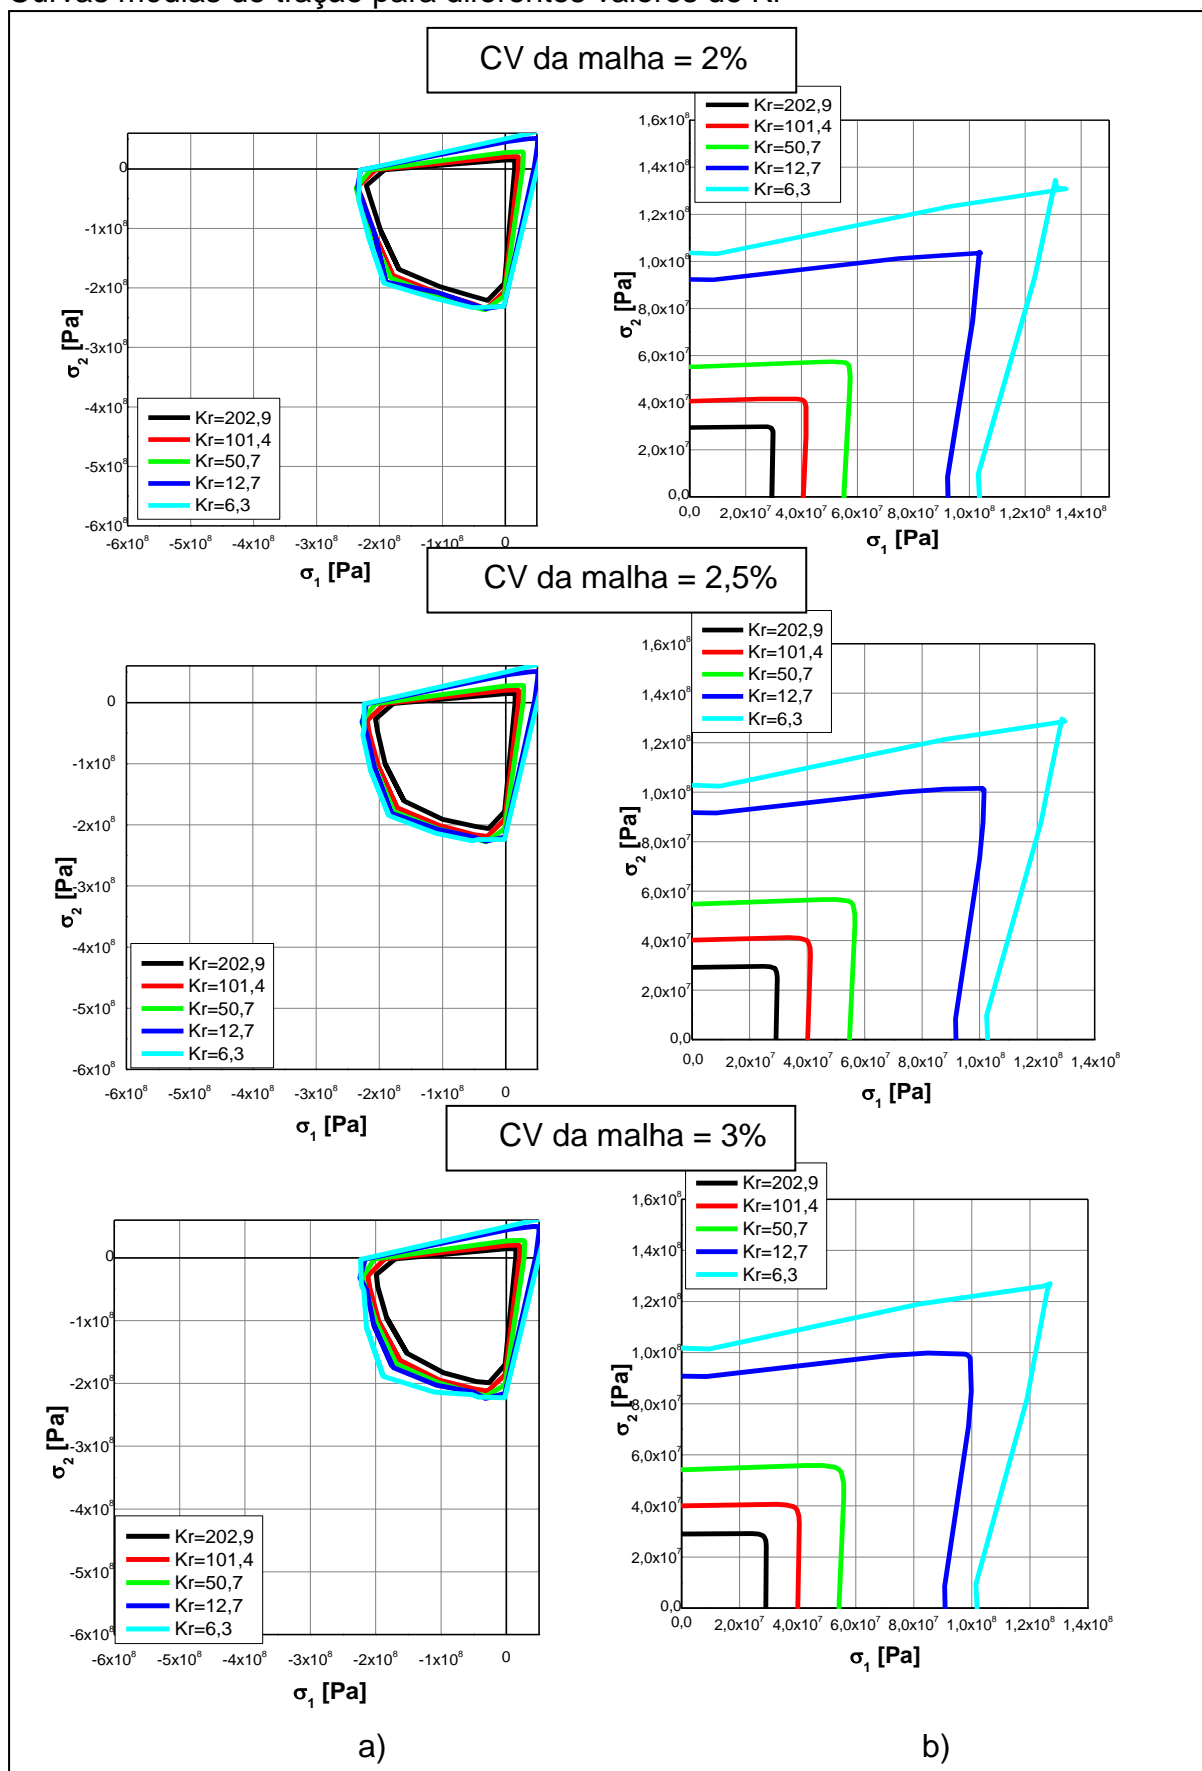 Curvas médias de tração para diferentes valores de Kr
CV da malha = 2%
0
-1x10⁸
-2x10⁸
-3x10⁸
-4x10⁸
-5x10⁸
-6x10⁸
σ₂ [Pa]
Kr=202,9
Kr=101,4
Kr=50,7
Kr=12,7
Kr=6,3
-6x10⁸ -5x10⁸ -4x10⁸ -3x10⁸ -2x10⁸ -1x10⁸ 0
σ₁ [Pa]
Kr=202,9
Kr=101,4
Kr=50,7
Kr=12,7
Kr=6,3
1,6x10⁸
1,4x10⁸
1,2x10⁸
1,0x10⁸
8,0x10⁷
6,0x10⁷
4,0x10⁷
2,0x10⁷
0,0
σ₂ [Pa]
0,0 2,0x10⁷ 4,0x10⁷ 6,0x10⁷ 8,0x10⁷ 1,0x10⁸ 1,2x10⁸ 1,4x10⁸
σ₁ [Pa]
CV da malha = 2,5%
0
-1x10⁸
-2x10⁸
-3x10⁸
-4x10⁸
-5x10⁸
-6x10⁸
σ₂ [Pa]
Kr=202,9
Kr=101,4
Kr=50,7
Kr=12,7
Kr=6,3
-6x10⁸ -5x10⁸ -4x10⁸ -3x10⁸ -2x10⁸ -1x10⁸ 0
σ₁ [Pa]
Kr=202,9
Kr=101,4
Kr=50,7
Kr=12,7
Kr=6,3
1,6x10⁸
1,4x10⁸
1,2x10⁸
1,0x10⁸
8,0x10⁷
6,0x10⁷
4,0x10⁷
2,0x10⁷
0,0
σ₂ [Pa]
0,0 2,0x10⁷ 4,0x10⁷ 6,0x10⁷ 8,0x10⁷ 1,0x10⁸ 1,2x10⁸ 1,4x10⁸
σ₁ [Pa]
CV da malha = 3%
0
-1x10⁸
-2x10⁸
-3x10⁸
-4x10⁸
-5x10⁸
-6x10⁸
σ₂ [Pa]
Kr=202,9
Kr=101,4
Kr=50,7
Kr=12,7
Kr=6,3
-6x10⁸ -5x10⁸ -4x10⁸ -3x10⁸ -2x10⁸ -1x10⁸ 0
σ₁ [Pa]
Kr=202,9
Kr=101,4
Kr=50,7
Kr=12,7
Kr=6,3
1,6x10⁸
1,4x10⁸
1,2x10⁸
1,0x10⁸
8,0x10⁷
6,0x10⁷
4,0x10⁷
2,0x10⁷
0,0
σ₂ [Pa]
0,0 2,0x10⁷ 4,0x10⁷ 6,0x10⁷ 8,0x10⁷ 1,0x10⁸ 1,2x10⁸ 1,4x10⁸
σ₁ [Pa]
a) b)